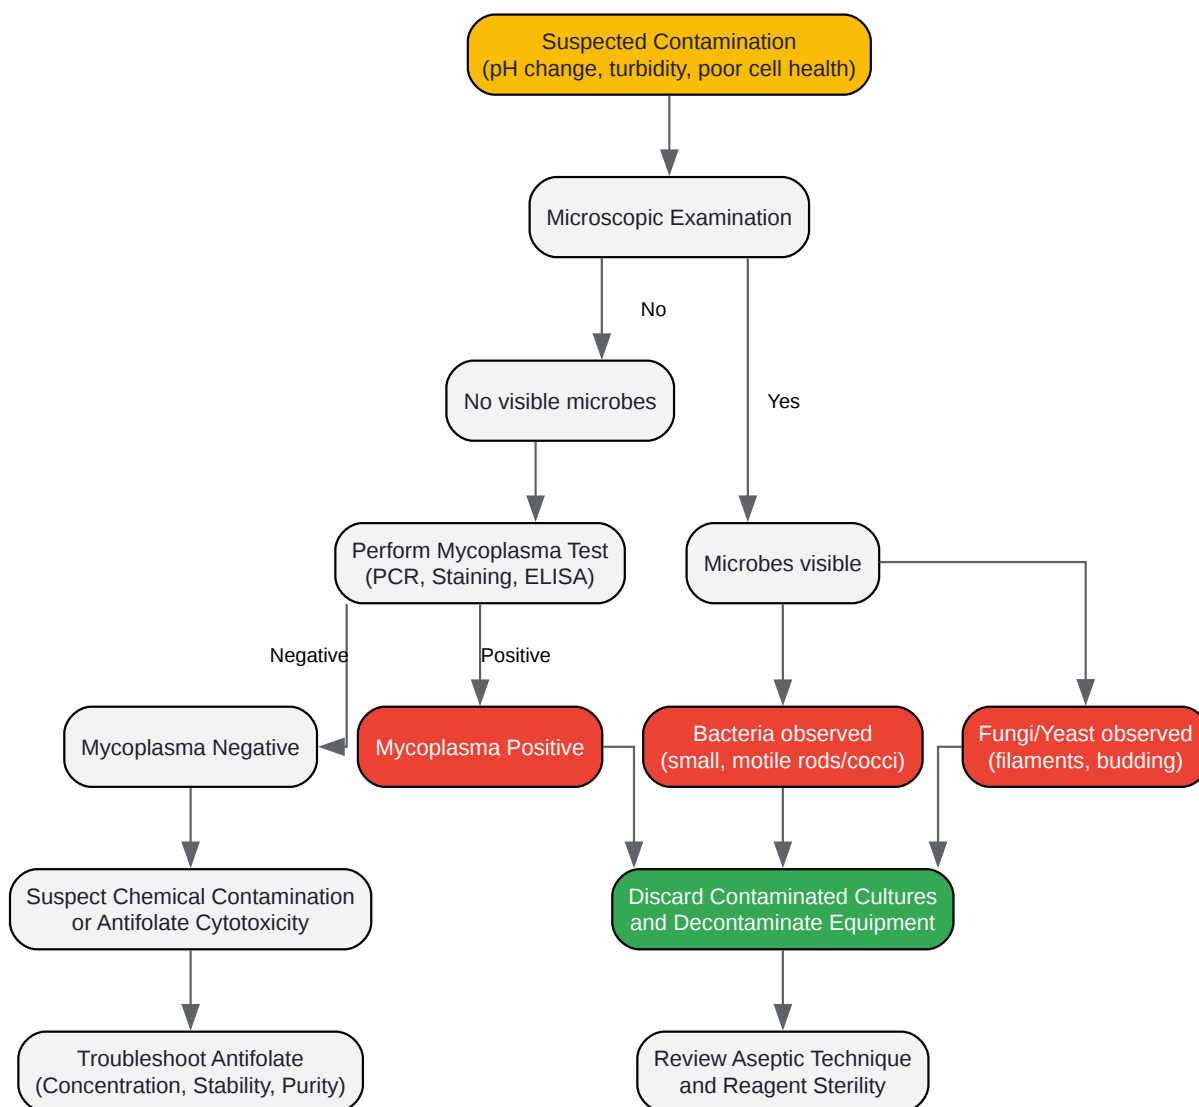 Suspected Contamination
(pH change, turbidity, poor cell health)
Microscopic Examination
No
No visible microbes
Yes
Perform Mycoplasma Test
(PCR, Staining, ELISA)
Microbes visible
Negative
Positive
Mycoplasma Negative
Mycoplasma Positive
Bacteria observed
(small, motile rods/cocci)
Fungi/Yeast observed
(filaments, budding)
Suspect Chemical Contamination
or Antifolate Cytotoxicity
Discard Contaminated Cultures
and Decontaminate Equipment
Troubleshoot Antifolate
(Concentration, Stability, Purity)
Review Aseptic Technique
and Reagent Sterility